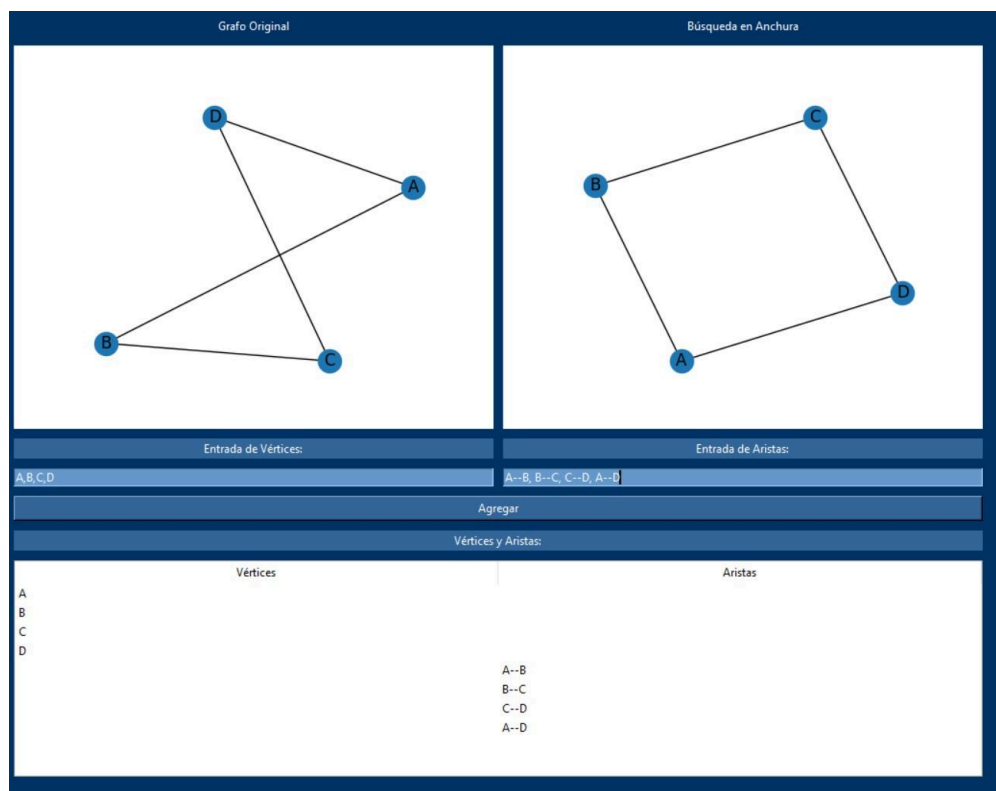 Grafo Original
Búsqueda en Anchura
D
A
B
C
C
B
D
A
Entrada de Vértices:
Entrada de Aristas:
A,B,C,D
A--B, B--C, C--D, A--D
Agregar
Vértices y Aristas:
Vértices
Aristas
A
B
C
D
A--B
B--C
C--D
A--D